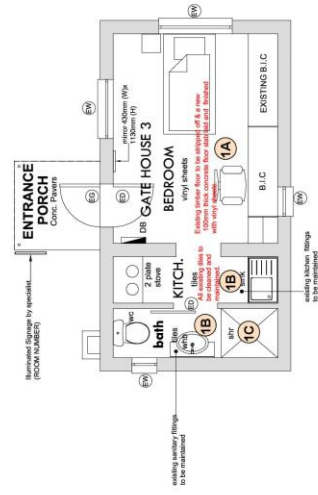 ENTRANCE
PORCH
Conc. Pavers
Illuminated Signage by specialist.
(ROOM NUMBER)
mirror 430mm (W)x
1130mm (H)
EG
ED
EW
EW
EW
EW
DB
GATE HOUSE 3
BEDROOM
vinyl sheets
Existing timber floor to be stripped off & a new
100mm thick concrete floor stabilized and finished
with vinyl sheets
1A
EXISTING B.I.C
B.I.C
2 plate
stove
KITCH.
tiles
All existing tiles to
be cleaned and
maintained.
1B
sink
ED
WC
bath
tiles
whb
1B
shr
1C
existing sanitary fittings
to be maintained
existing kitchen fittings
to be maintained